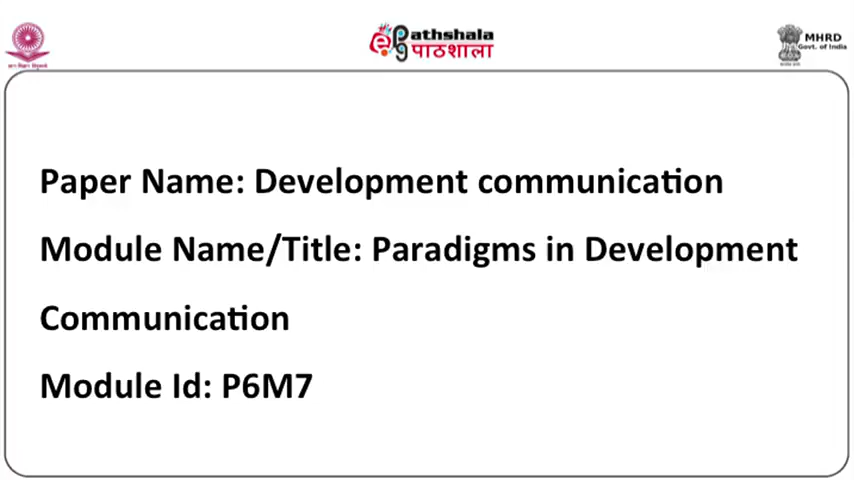 ePathshala
पाठशाला
MHRD
Govt. of India
Paper Name: Development communication
Module Name/Title: Paradigms in Development
Communication
Module Id: P6M7